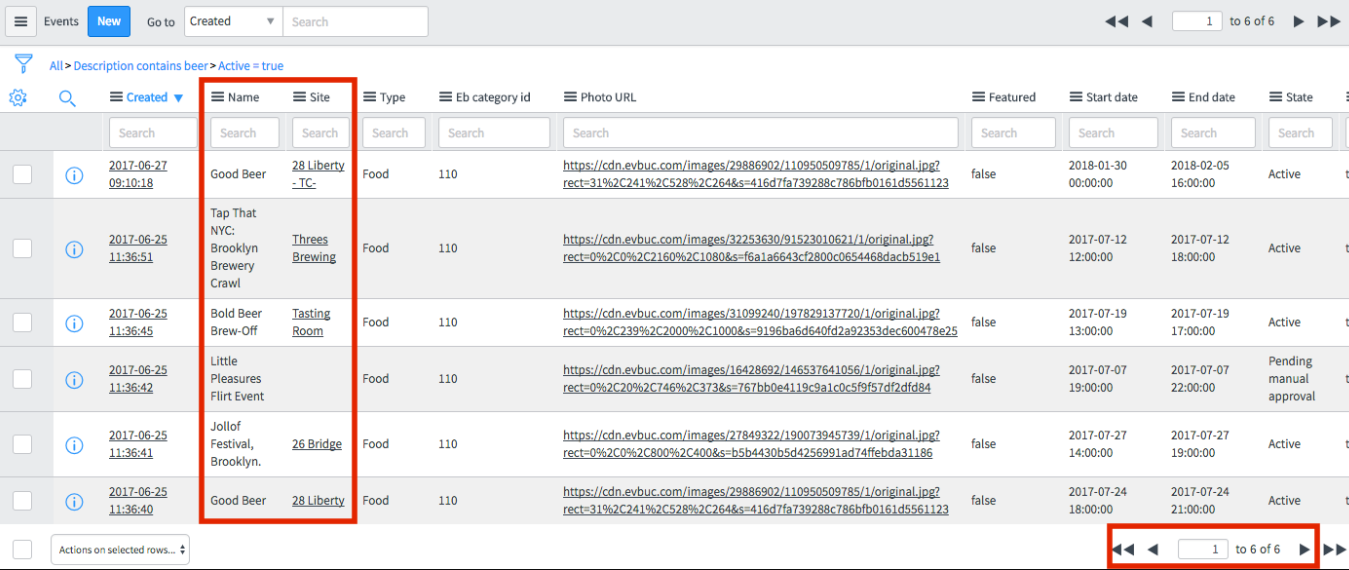 Events New Go to Created Search 1 to 6 of 6
All > Description contains beer > Active = true
Created Name Site Type Eb category id Photo URL Featured Start date End date State
Search Search Search Search Search Search Search Search Search Search
2017-06-27 09:10:18 Good Beer 28 Liberty - TC- Food 110 https://cdn.evbuc.com/images/29886902/110950509785/1/original.jpg?rect=31%2C241%2C528%2C264&s=416d7fa739288c786bfb0161d5561123 false 2018-01-30 00:00:00 2018-02-05 16:00:00 Active
2017-06-25 11:36:51 Tap That NYC: Brooklyn Brewery Crawl Threes Brewing Food 110 https://cdn.evbuc.com/images/32253630/91523010621/1/original.jpg?rect=0%2C0%2C2160%2C1080&s=f6a1a6643cf2800c0654468dacb519e1 false 2017-07-12 12:00:00 2017-07-12 18:00:00 Active
2017-06-25 11:36:45 Bold Beer Brew-Off Tasting Room Food 110 https://cdn.evbuc.com/images/31099240/197829137720/1/original.jpg?rect=0%2C239%2C2000%2C1000&s=9196ba6d640fd2a92353dec600478e25 false 2017-07-19 13:00:00 2017-07-19 17:00:00 Active
2017-06-25 11:36:42 Little Pleasures Flirt Event Food 110 https://cdn.evbuc.com/images/16428692/146537641056/1/original.jpg?rect=0%2C20%2C746%2C373&s=767bb0e4119c9a1c0c5f9f57df2dfd84 false 2017-07-07 19:00:00 2017-07-07 22:00:00 Pending manual approval
2017-06-25 11:36:41 Jollof Festival, Brooklyn. 26 Bridge Food 110 https://cdn.evbuc.com/images/27849322/190073945739/1/original.jpg?rect=0%2C0%2C800%2C400&s=b5b4430b5d4256991ad74ffebda31186 false 2017-07-27 14:00:00 2017-07-27 19:00:00 Active
2017-06-25 11:36:40 Good Beer 28 Liberty Food 110 https://cdn.evbuc.com/images/29886902/110950509785/1/original.jpg?rect=31%2C241%2C528%2C264&s=416d7fa739288c786bfb0161d5561123 false 2017-07-24 18:00:00 2017-07-24 21:00:00 Active
Actions on selected rows... 1 to 6 of 6